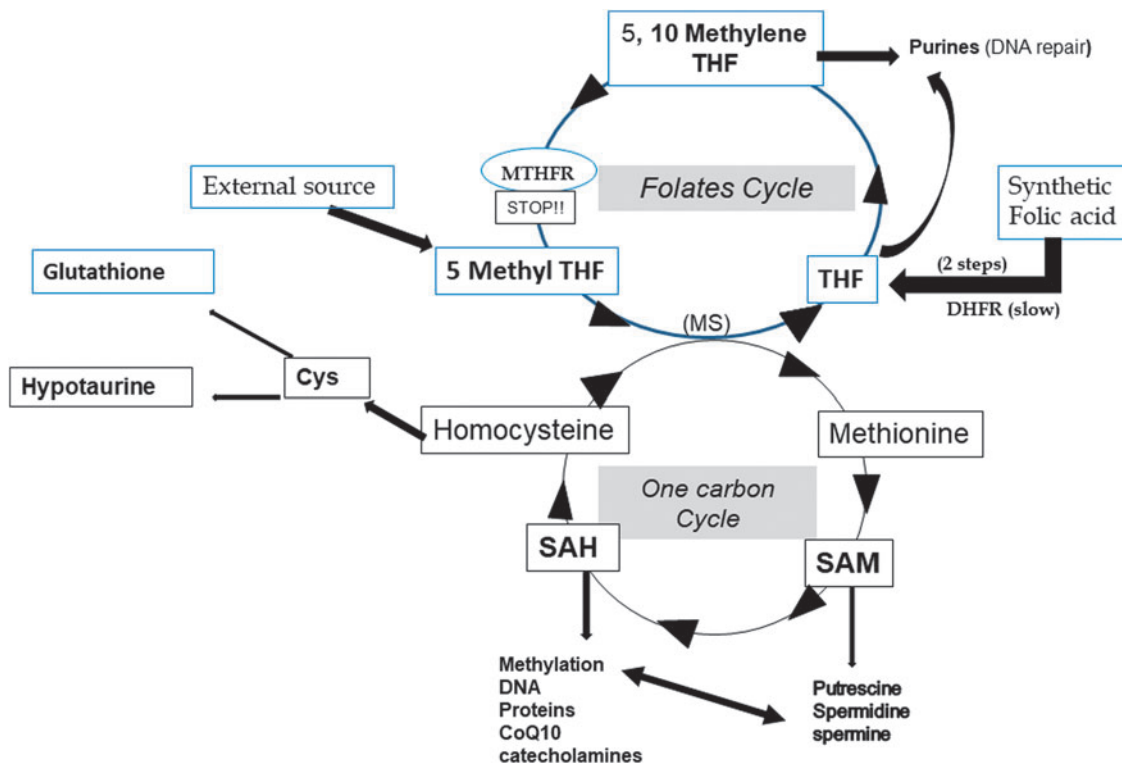 5, 10 Methylene
THF
Purines (DNA repair)
MTHFR
STOP!!
External source
Folates Cycle
Synthetic
Folic acid
5 Methyl THF
THF
(2 steps)
DHFR (slow)
Glutathione
(MS)
Hypotaurine
Cys
Homocysteine
Methionine
One carbon
Cycle
SAH
SAM
Methylation
DNA
Proteins
CoQ10
catecholamines
Putrescine
Spermidine
spermine